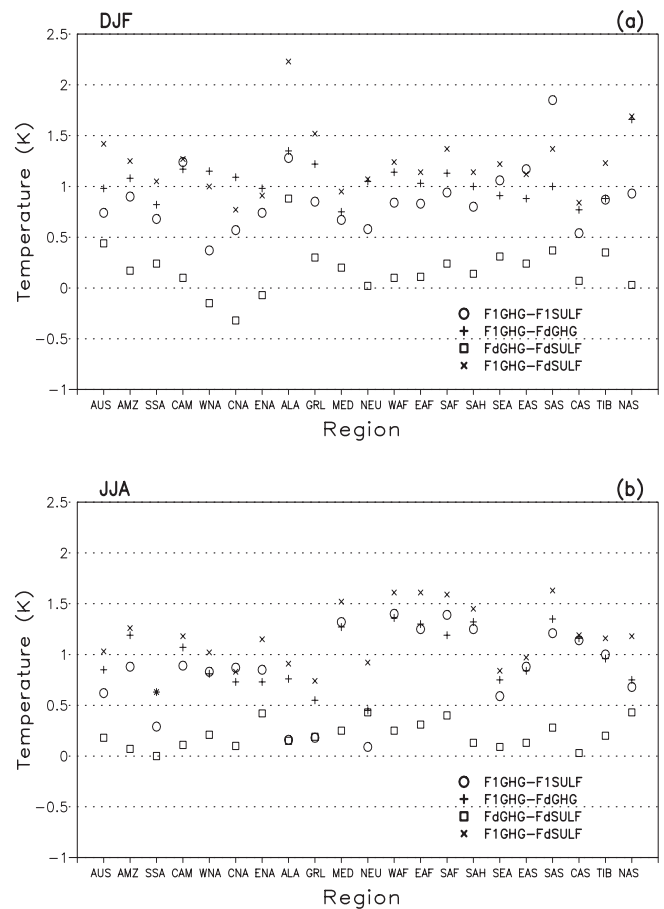 DJF (a)
2.5
2
1.5
1
0.5
0
−0.5
−1
Temperature (K)
F1GHG−F1SULF
F1GHG−FdGHG
FdGHG−FdSULF
F1GHG−FdSULF
AUS AMZ SSA CAM WNA CNA ENA ALA GRL MED NEU WAF EAF SAF SAH SEA EAS SAS CAS TIB NAS
Region
JJA (b)
2.5
2
1.5
1
0.5
0
−0.5
−1
Temperature (K)
F1GHG−F1SULF
F1GHG−FdGHG
FdGHG−FdSULF
F1GHG−FdSULF
AUS AMZ SSA CAM WNA CNA ENA ALA GRL MED NEU WAF EAF SAF SAH SEA EAS SAS CAS TIB NAS
Region